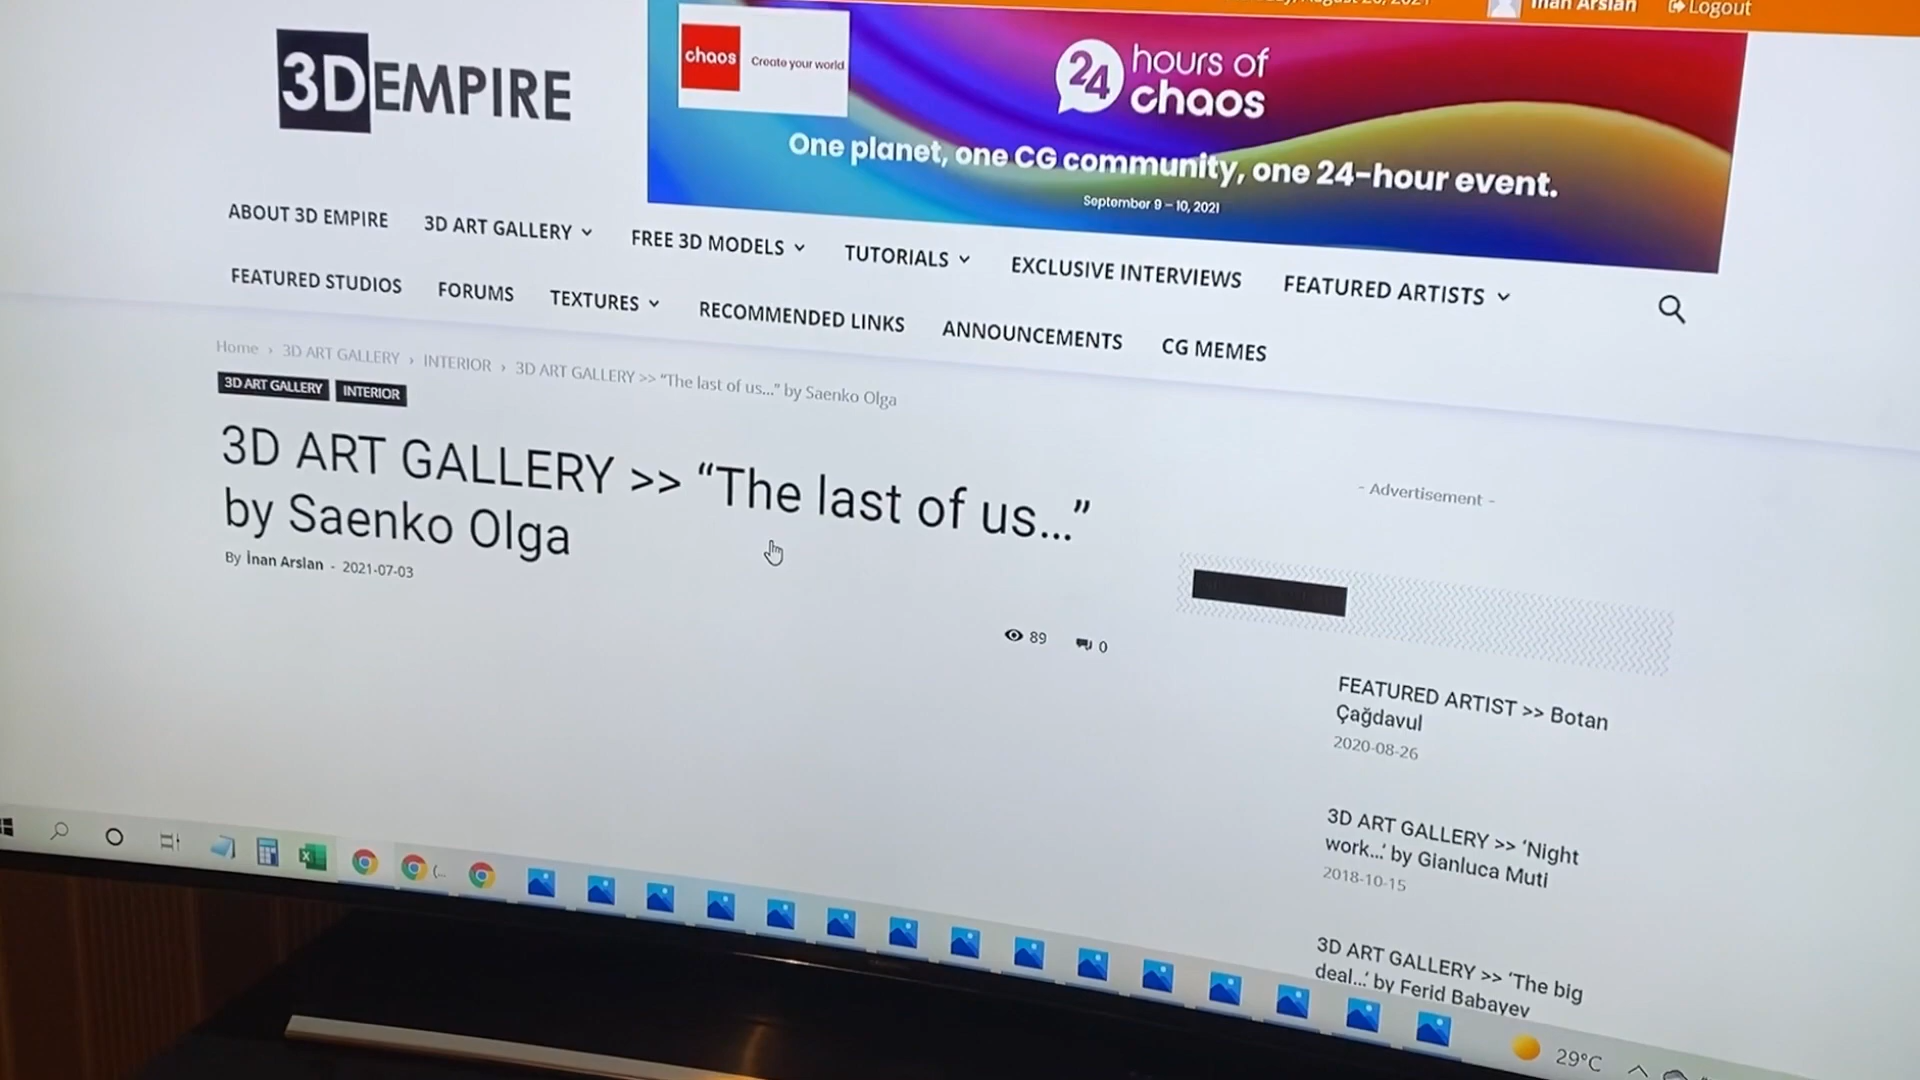 İnan Arslan Logout
3DEMPIRE
chaos Create your world
24 hours of
chaos
One planet, one CG community, one 24-hour event.
September 9 – 10, 2021
ABOUT 3D EMPIRE 3D ART GALLERY FREE 3D MODELS TUTORIALS EXCLUSIVE INTERVIEWS FEATURED ARTISTS
FEATURED STUDIOS FORUMS TEXTURES RECOMMENDED LINKS ANNOUNCEMENTS CG MEMES
Home › 3D ART GALLERY › INTERIOR › 3D ART GALLERY >> “The last of us...” by Saenko Olga
3D ART GALLERY INTERIOR
3D ART GALLERY >> “The last of us...”
by Saenko Olga
By İnan Arslan - 2021-07-03
89 0
- Advertisement -
FEATURED ARTIST >> Botan
Çağdavul
2020-08-26
3D ART GALLERY >> ‘Night
work...’ by Gianluca Muti
2018-10-15
3D ART GALLERY >> ‘The big
deal...’ by Ferid Babayev
29°C